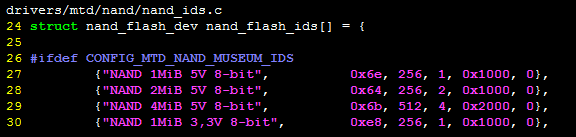 drivers/mtd/nand/nand_ids.c
24 struct nand_flash_dev nand_flash_ids[] = {
25
26 #ifdef CONFIG_MTD_NAND_MUSEUM_IDS
27 {"NAND 1MiB 5V 8-bit", 0x6e, 256, 1, 0x1000, 0},
28 {"NAND 2MiB 5V 8-bit", 0x64, 256, 2, 0x1000, 0},
29 {"NAND 4MiB 5V 8-bit", 0x6b, 512, 4, 0x2000, 0},
30 {"NAND 1MiB 3,3V 8-bit", 0xe8, 256, 1, 0x1000, 0},